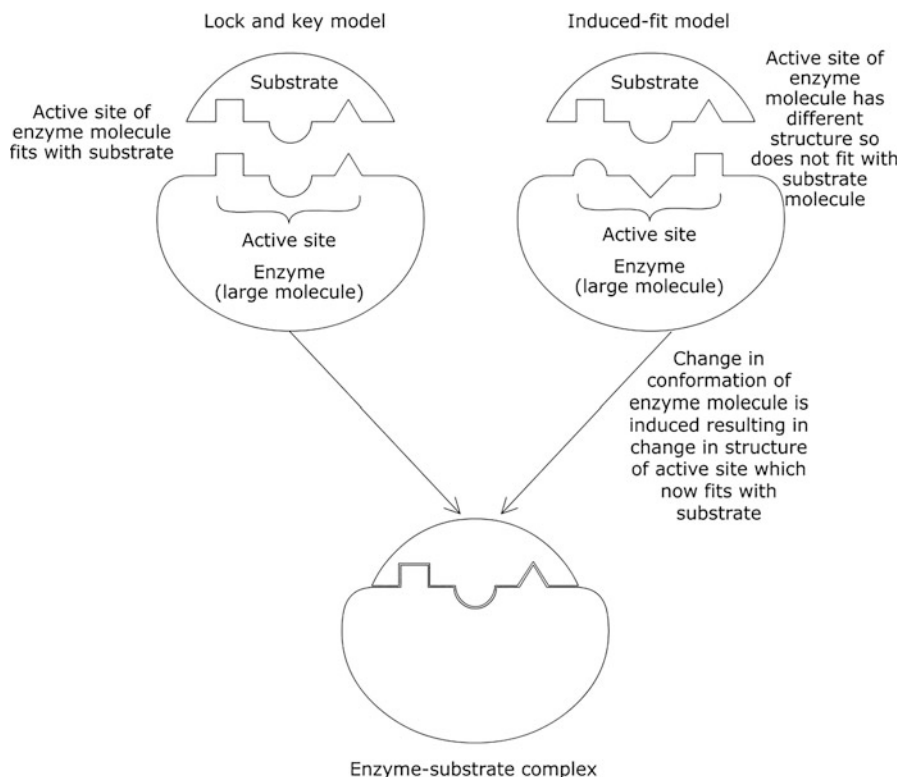 Lock and key model
Induced-fit model
Substrate
Active site of
enzyme molecule
fits with substrate
Active site
Enzyme
(large molecule)
Substrate
Active site of
enzyme
molecule has
different
structure so
does not fit with
substrate
molecule
Active site
Enzyme
(large molecule)
Change in
conformation of
enzyme molecule is
induced resulting in
change in structure
of active site which
now fits with
substrate
Enzyme-substrate complex